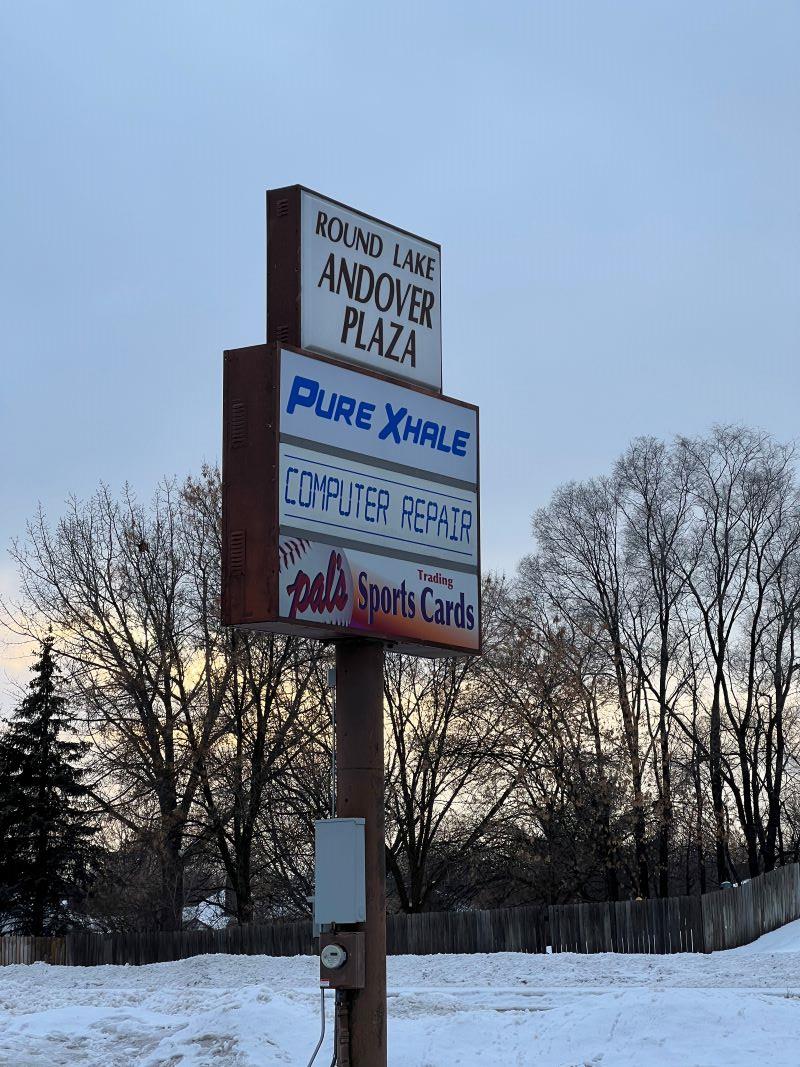 ROUND LAKE
ANDOVER
PLAZA
PURE XHALE
COMPUTER REPAIR
pal's Trading
Sports Cards